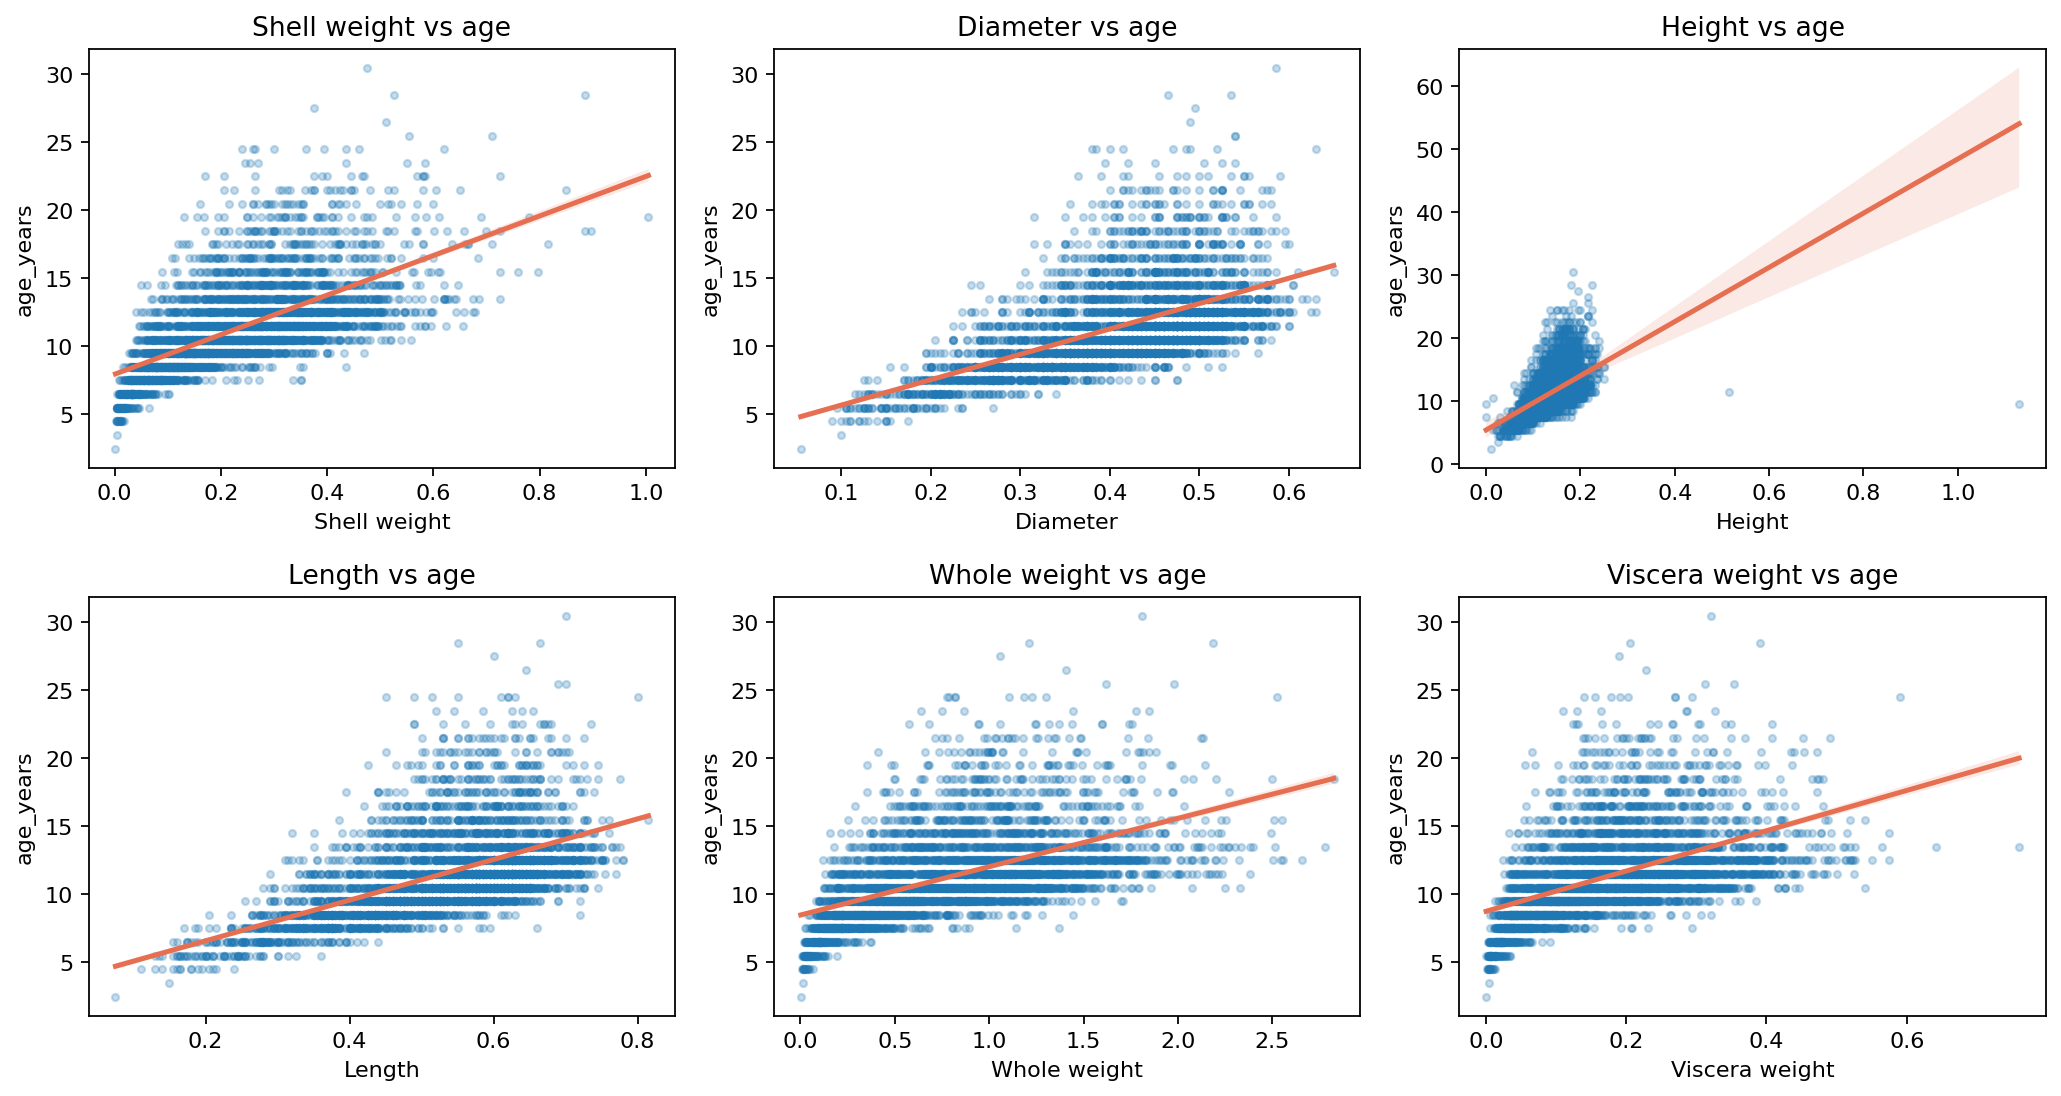 Shell weight vs age
Diameter vs age
Height vs age
age_years
30
25
20
15
10
5
0.0 0.2 0.4 0.6 0.8 1.0
Shell weight
age_years
30
25
20
15
10
5
0.1 0.2 0.3 0.4 0.5 0.6
Diameter
age_years
60
50
40
30
20
10
0
0.0 0.2 0.4 0.6 0.8 1.0
Height
Length vs age
Whole weight vs age
Viscera weight vs age
age_years
30
25
20
15
10
5
0.2 0.4 0.6 0.8
Length
age_years
30
25
20
15
10
5
0.0 0.5 1.0 1.5 2.0 2.5
Whole weight
age_years
30
25
20
15
10
5
0.0 0.2 0.4 0.6
Viscera weight